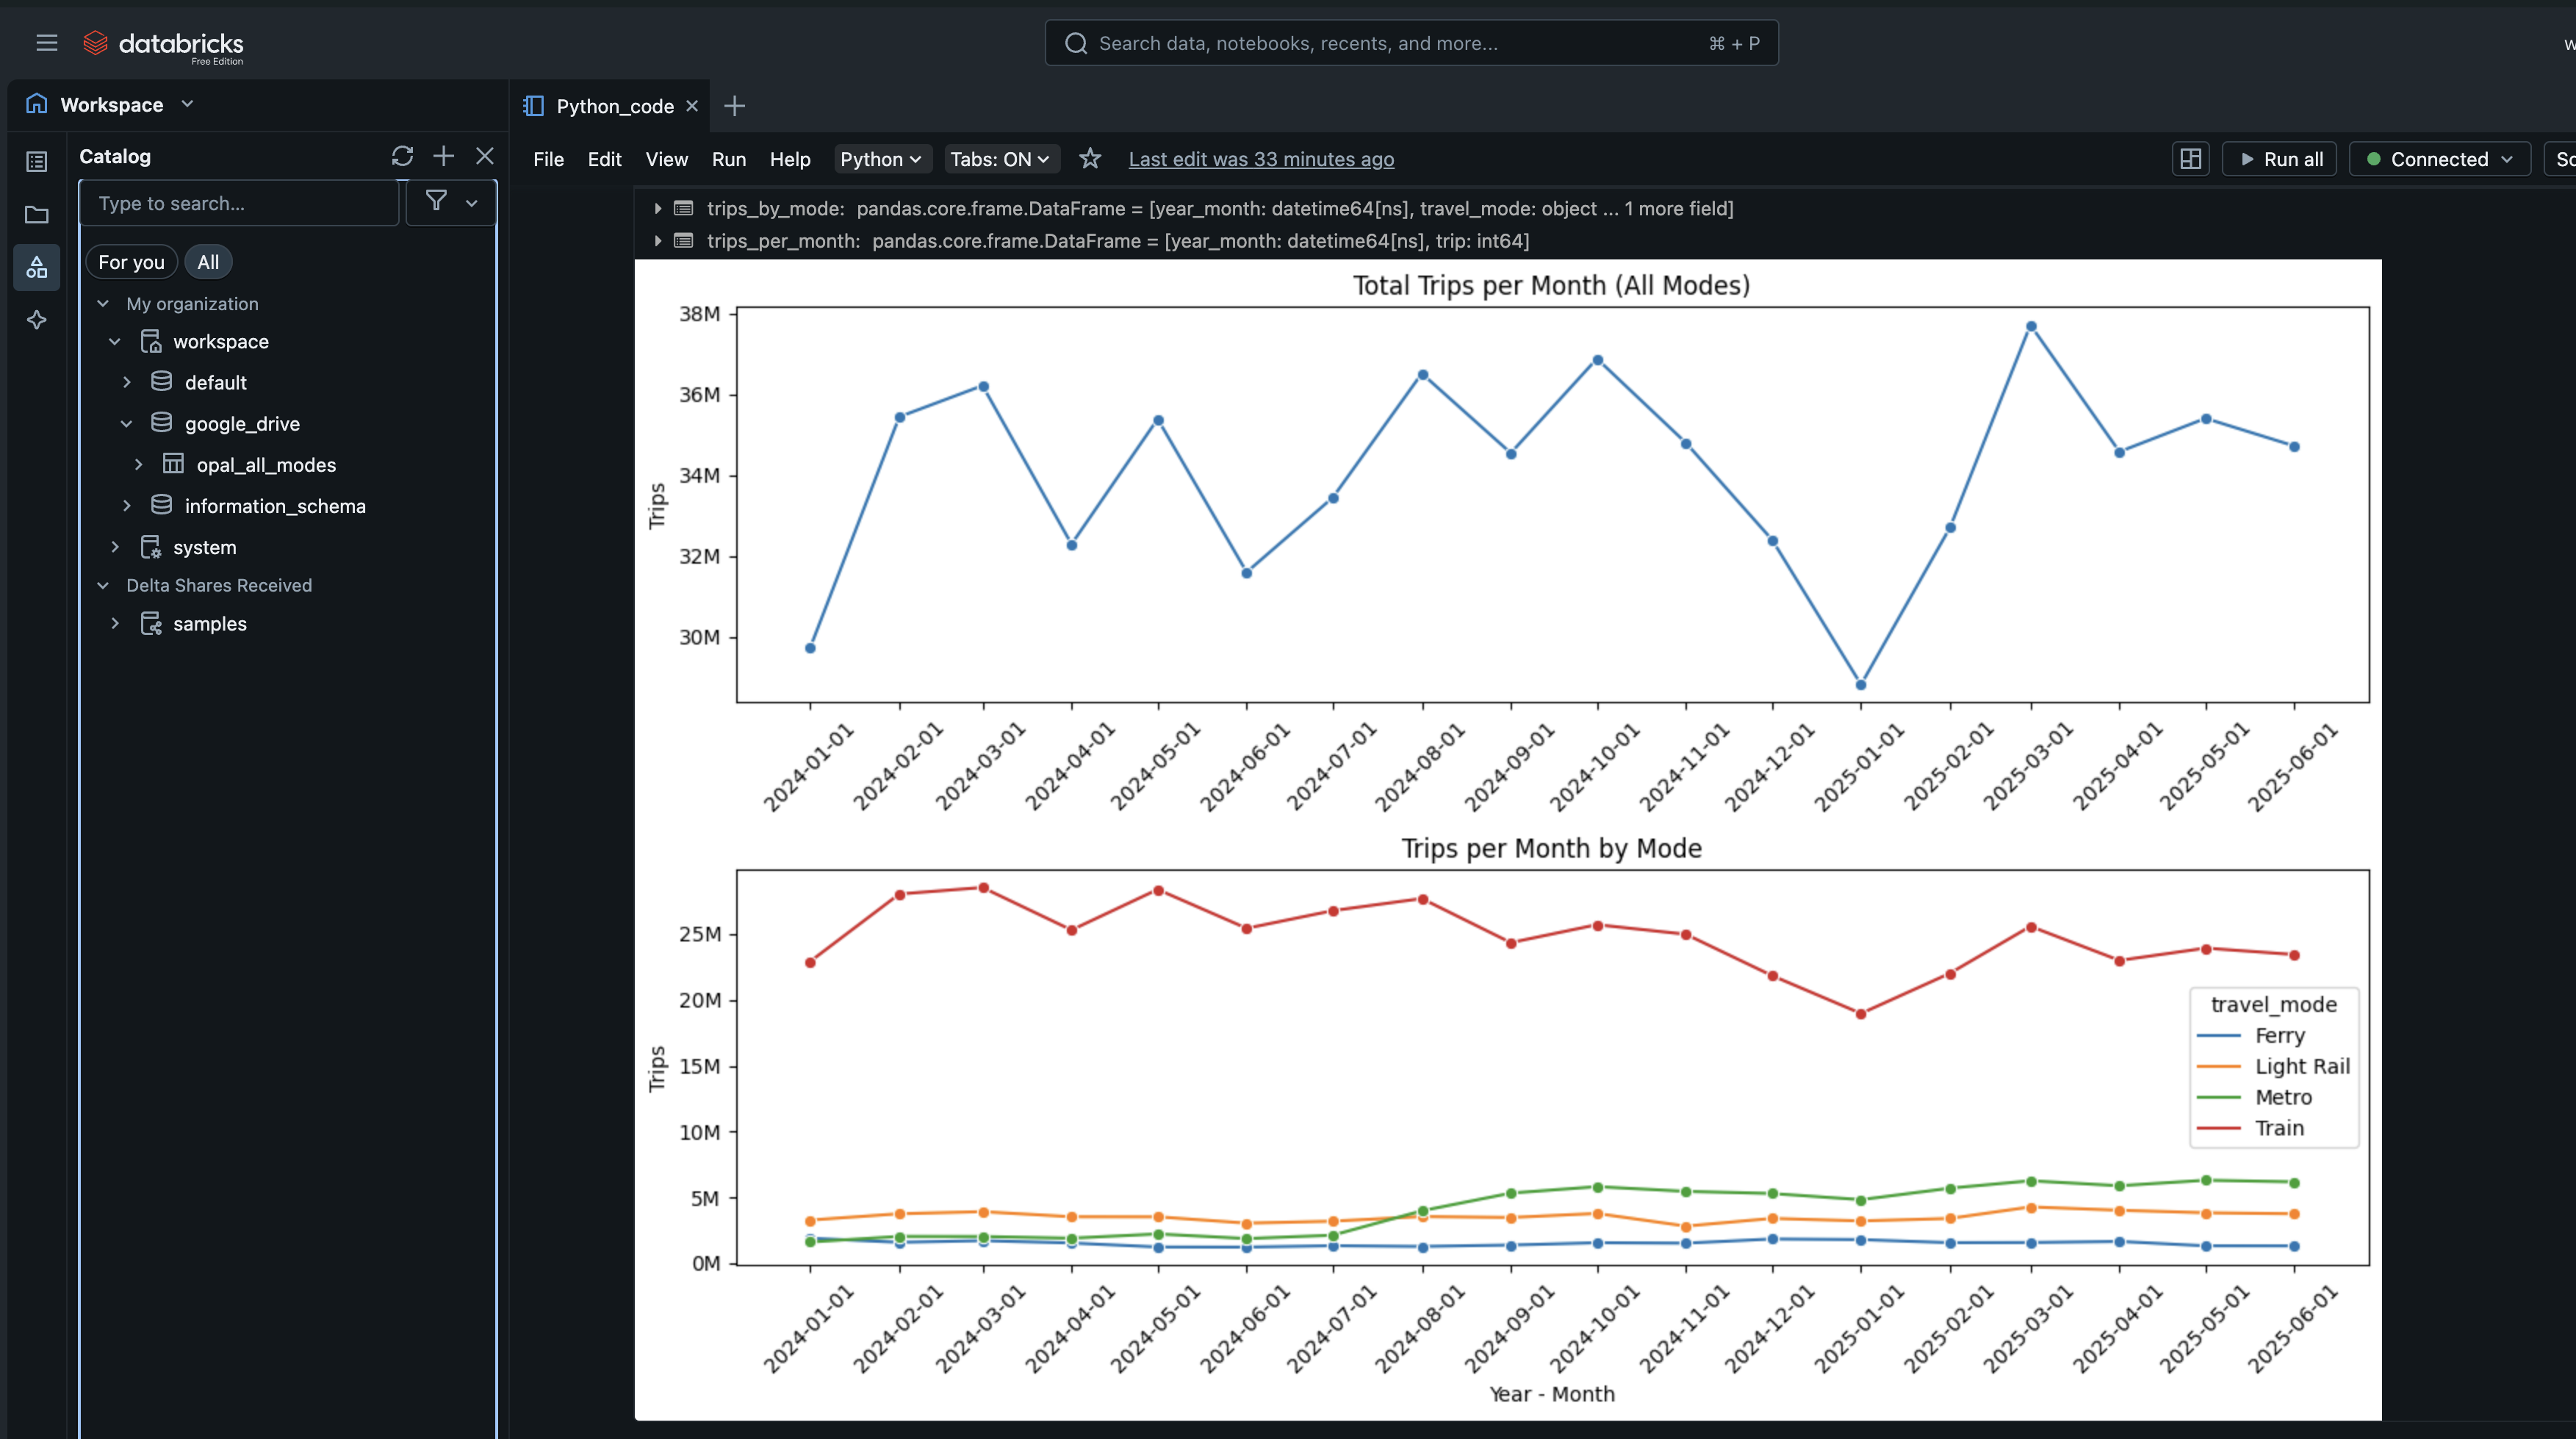 databricks
Free Edition
Search data, notebooks, recents, and more...
⌘ + P
Workspace
Python_code
Catalog
File Edit View Run Help Python Tabs: ON Last edit was 33 minutes ago
Run all
Connected
Type to search...
For you All
My organization
workspace
default
google_drive
opal_all_modes
information_schema
system
Delta Shares Received
samples
trips_by_mode: pandas.core.frame.DataFrame = [year_month: datetime64[ns], travel_mode: object ... 1 more field]
trips_per_month: pandas.core.frame.DataFrame = [year_month: datetime64[ns], trip: int64]
Total Trips per Month (All Modes)
38M
36M
34M
32M
30M
Trips
2024-01-01 2024-02-01 2024-03-01 2024-04-01 2024-05-01 2024-06-01 2024-07-01 2024-08-01 2024-09-01 2024-10-01 2024-11-01 2024-12-01 2025-01-01 2025-02-01 2025-03-01 2025-04-01 2025-05-01 2025-06-01
Trips per Month by Mode
25M
20M
15M
10M
5M
0M
Trips
travel_mode
Ferry
Light Rail
Metro
Train
2024-01-01 2024-02-01 2024-03-01 2024-04-01 2024-05-01 2024-06-01 2024-07-01 2024-08-01 2024-09-01 2024-10-01 2024-11-01 2024-12-01 2025-01-01 2025-02-01 2025-03-01 2025-04-01 2025-05-01 2025-06-01
Year - Month